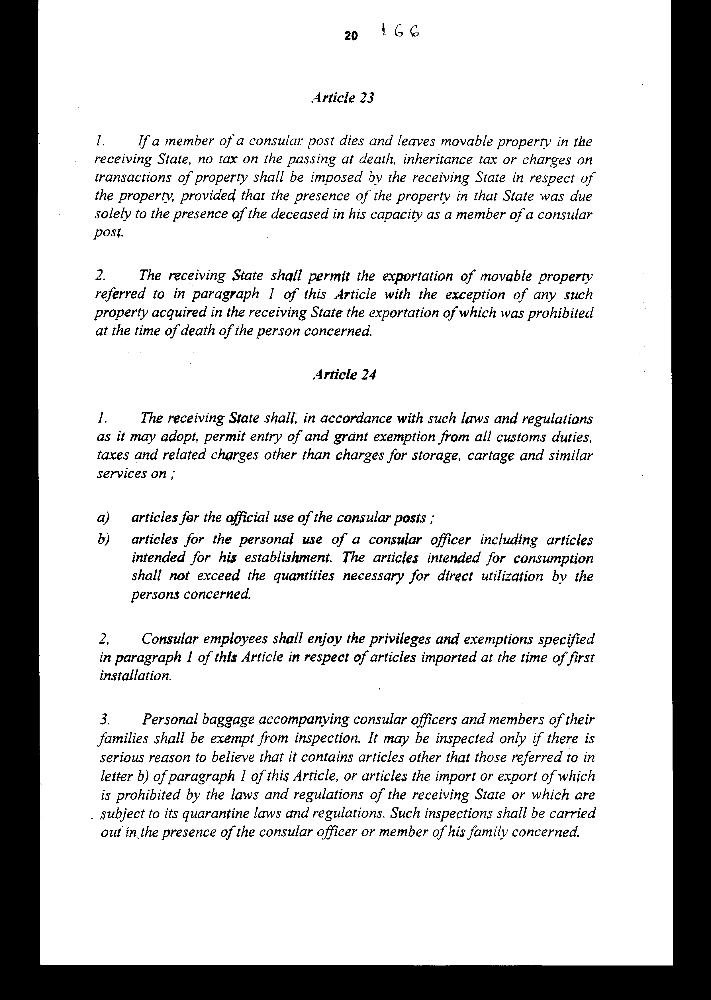 20 166
Article 23
1. If a member of a consular post dies and leaves movable property in the
receiving State, no tax on the passing at death, inheritance tax or charges on
transactions of property shall be imposed by the receiving State in respect of
the property, provided that the presence of the property in that State was due
solely to the presence of the deceased in his capacity as a member of a consular
post.
2. The receiving State shall permit the exportation of movable property
referred to in paragraph 1 of this Article with the exception of any such
property acquired in the receiving State the exportation of which was prohibited
at the time of death of the person concerned.
Article 24
1. The receiving State shall, in accordance with such laws and regulations
as it may adopt, permit entry of and grant exemption from all customs duties,
taxes and related charges other than charges for storage, cartage and similar
services on ;
a) articles for the official use of the consular posts ;
b) articles for the personal use of a consular officer including articles
intended for his establishment. The articles intended for consumption
shall not exceed the quantities necessary for direct utilization by the
persons concerned.
2. Consular employees shall enjoy the privileges and exemptions specified
in paragraph 1 of this Article in respect of articles imported at the time of first
installation.
3. Personal baggage accompanying consular officers and members of their
families shall be exempt from inspection. It may be inspected only if there is
serious reason to believe that it contains articles other that those referred to in
letter b) of paragraph 1 of this Article, or articles the import or export of which
is prohibited by the laws and regulations of the receiving State or which are
subject to its quarantine laws and regulations. Such inspections shall be carried
out in the presence of the consular officer or member of his family concerned.